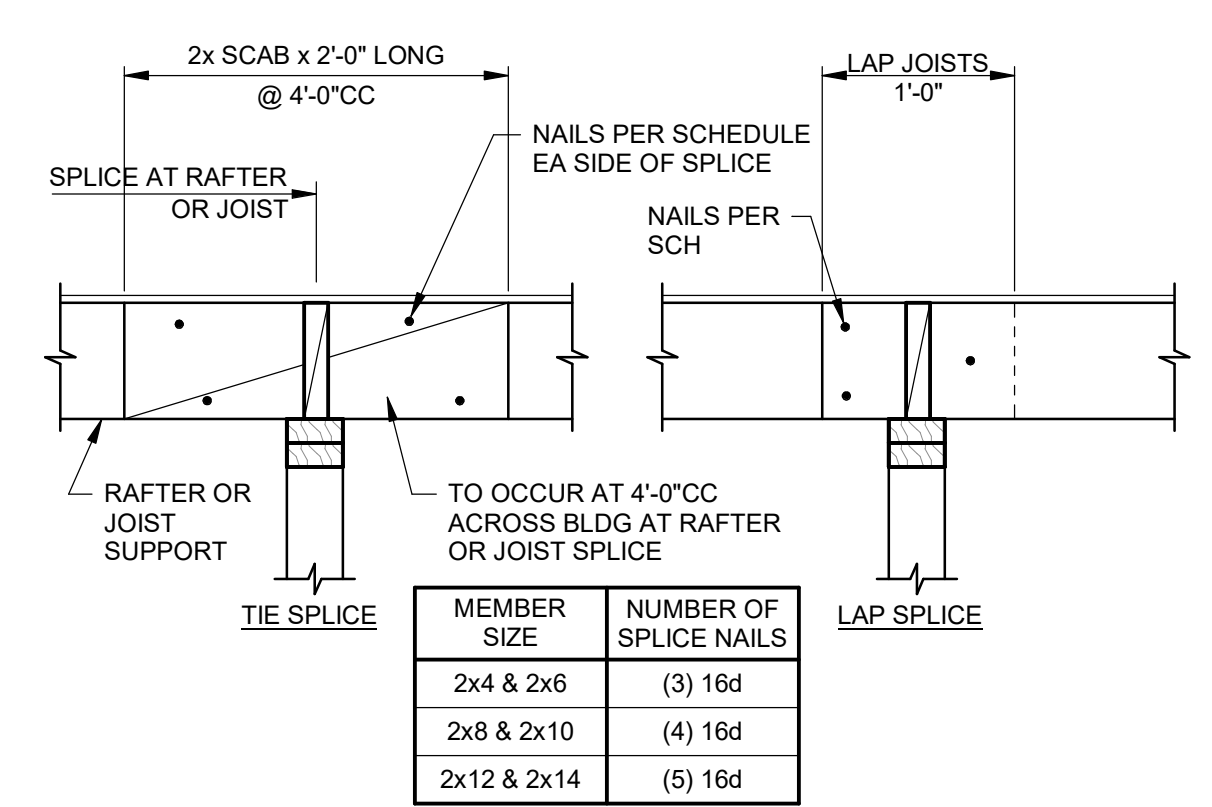 2x SCAB x 2'-0" LONG
@ 4'-0"CC
SPLICE AT RAFTER
OR JOIST
NAILS PER SCHEDULE
EA SIDE OF SPLICE
RAFTER OR
JOIST
SUPPORT
TO OCCUR AT 4'-0"CC
ACROSS BLDG AT RAFTER
OR JOIST SPLICE
TIE SPLICE
LAP JOISTS
1'-0"
NAILS PER
SCH
LAP SPLICE
MEMBER
SIZE
NUMBER OF
SPLICE NAILS
2x4 & 2x6
(3) 16d
2x8 & 2x10
(4) 16d
2x12 & 2x14
(5) 16d